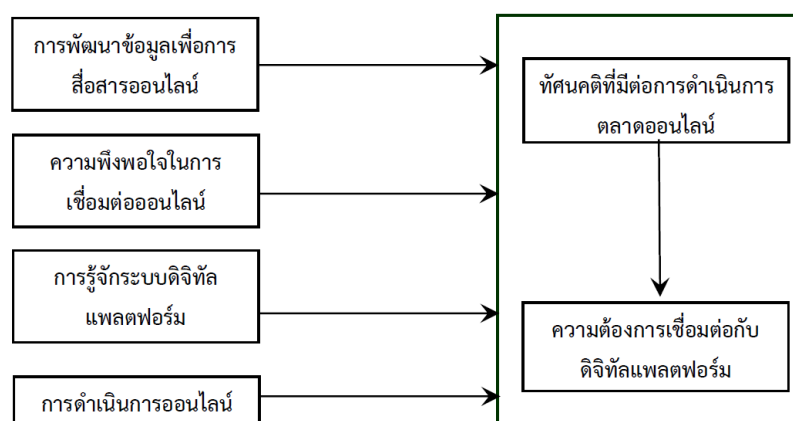 การพัฒนาข้อมูลเพื่อการ
สื่อสารออนไลน์
ความพึงพอใจในการ
เชื่อมต่อออนไลน์
การรู้จักระบบดิจิทัล
แพลตฟอร์ม
การดำเนินการออนไลน์
ทัศนคติที่มีต่อการดำเนินการ
ตลาดออนไลน์
ความต้องการเชื่อมต่อกับ
ดิจิทัลแพลตฟอร์ม